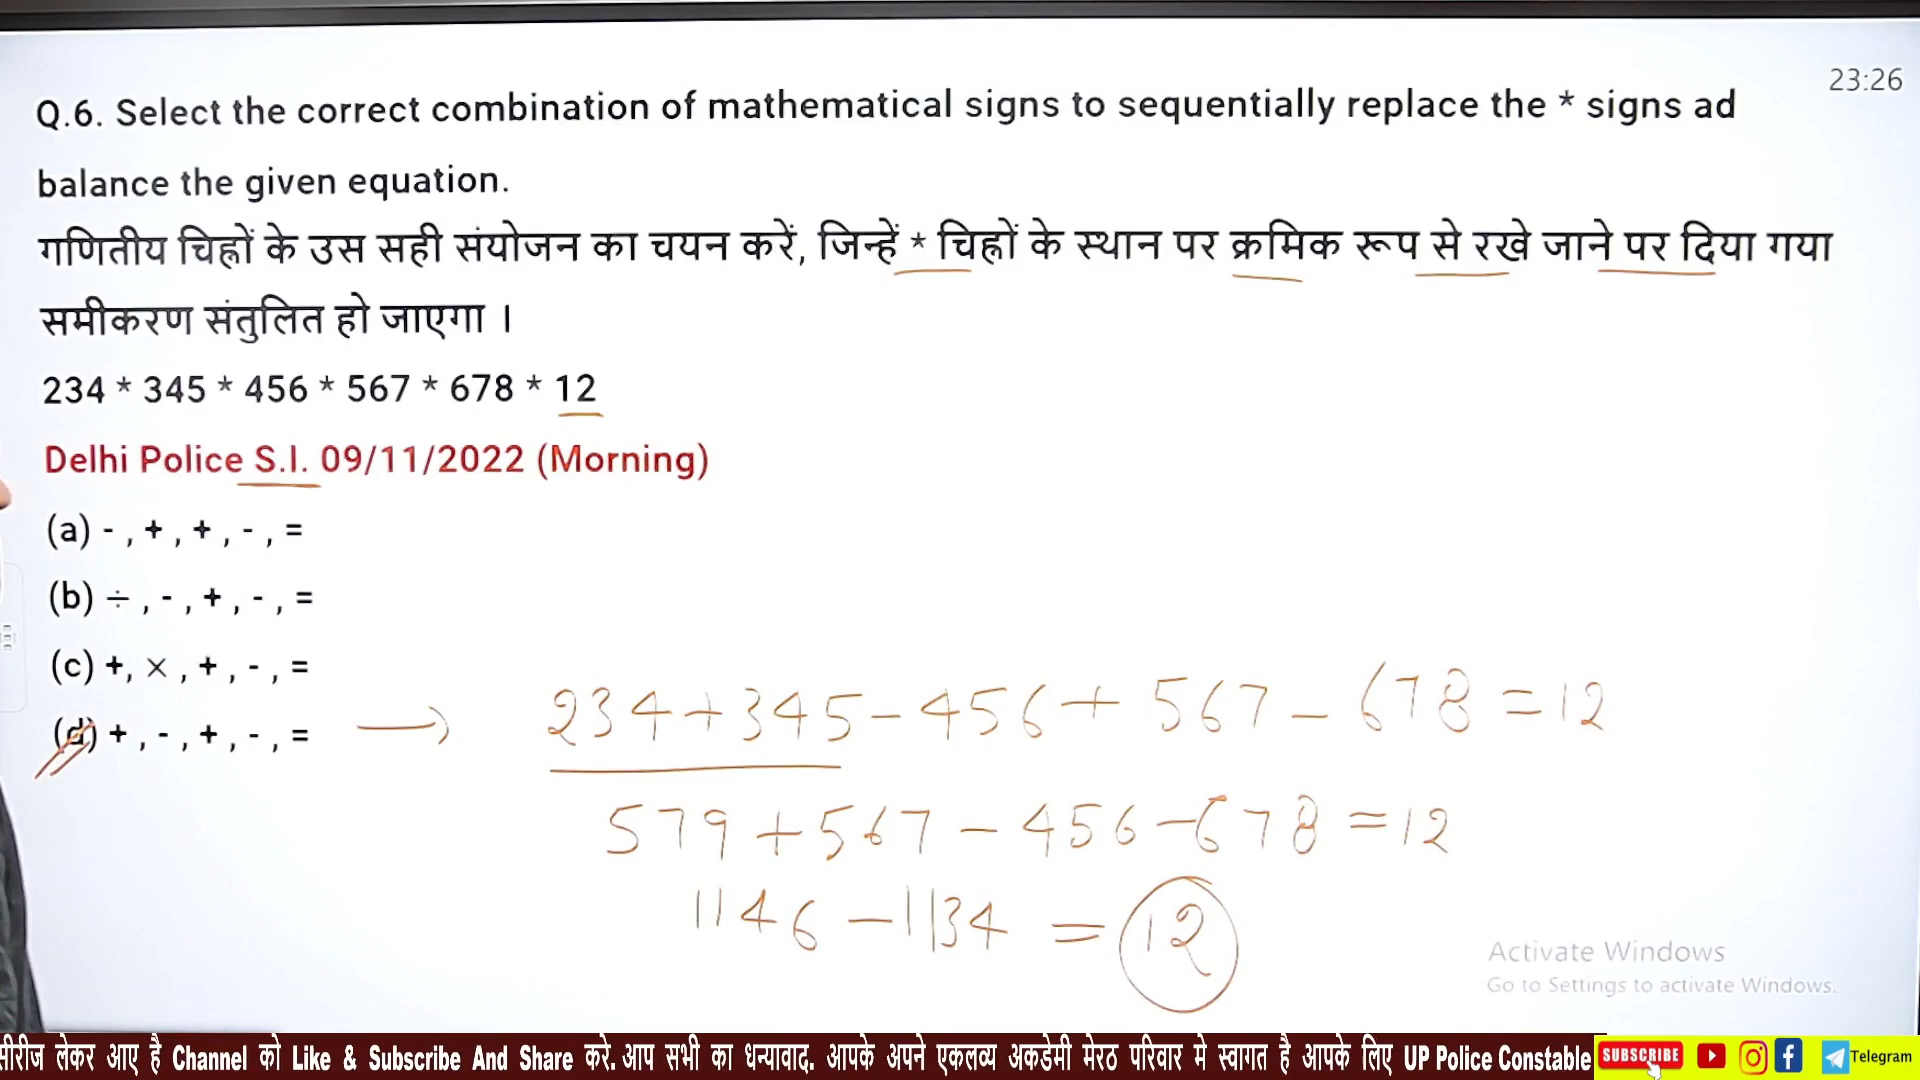 23:26
Q.6. Select the correct combination of mathematical signs to sequentially replace the * signs ad
balance the given equation.
गणितीय चिह्नों के उस सही संयोजन का चयन करें, जिन्हें * चिह्नों के स्थान पर क्रमिक रूप से रखे जाने पर दिया गया
समीकरण संतुलित हो जाएगा ।
234 * 345 * 456 * 567 * 678 * 12
Delhi Police S.I. 09/11/2022 (Morning)
(a) - , + , + , - , =
(b) ÷ , - , + , - , =
(c) +, × , + , - , =
(d) + , - , + , - , =
234+345-456+567-678=12
579+567-456-678=12
1146-1134=12
Activate Windows
Go to Settings to activate Windows.
सीरीज लेकर आए है Channel को Like & Subscribe And Share करे. आप सभी का धन्यावाद. आपके अपने एकलव्य अकडेमी मेरठ परिवार मे स्वागत है आपके लिए UP Police Constable
SUBSCRIBE
Telegram